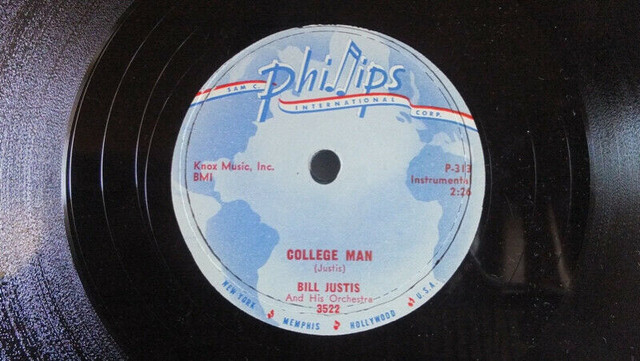 SAM C. Phillips
INTERNATIONAL CORP.
Knox Music, Inc.
BMI
P-313
Instrumental
2:26
COLLEGE MAN
(Justis)
BILL JUSTIS
And His Orchestra
3522
NEW YORK MEMPHIS HOLLYWOOD U.S.A.